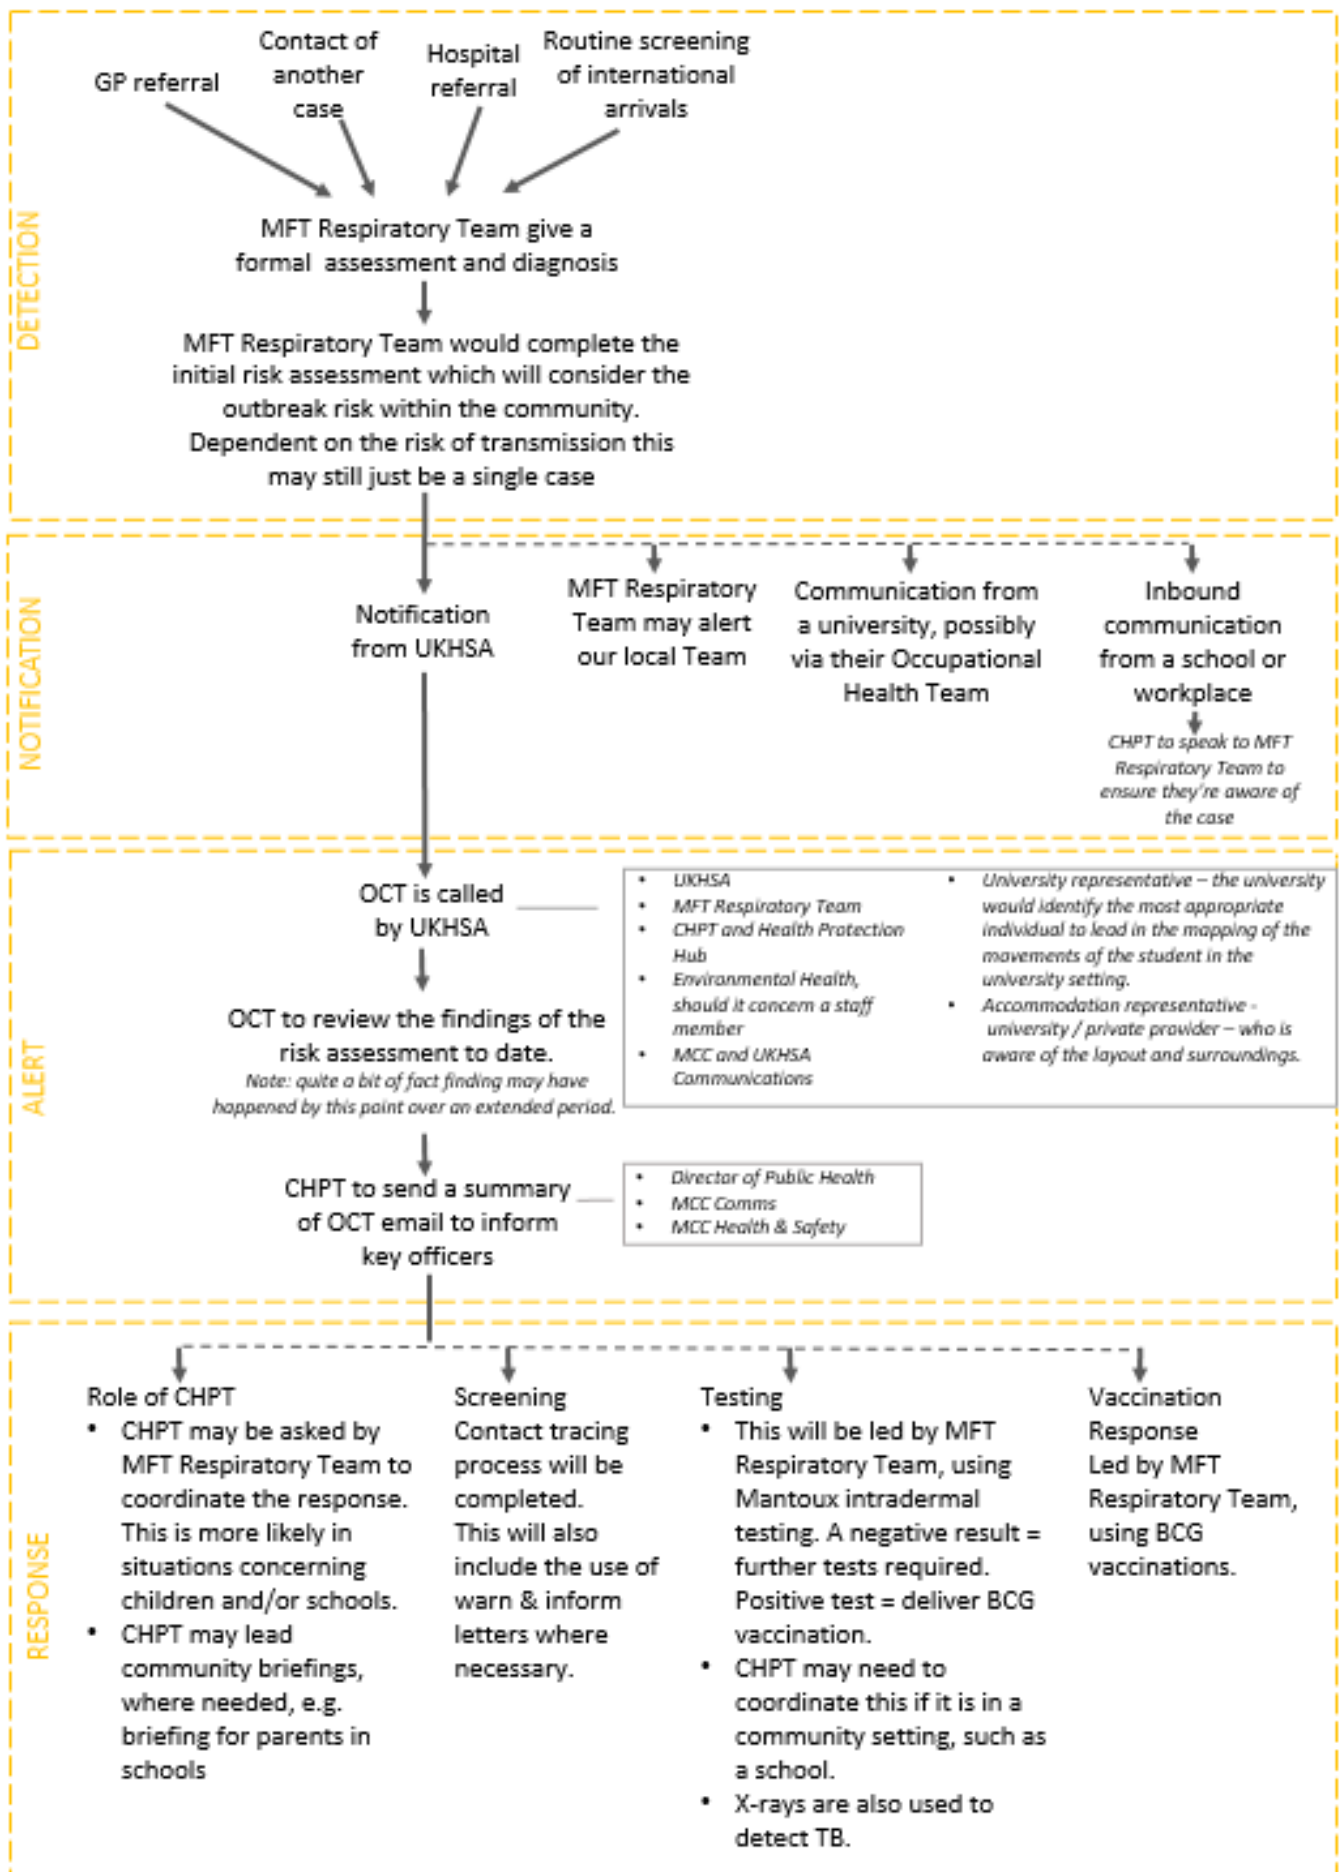 DETECTION
GP referral
Contact of
another
case
Hospital
referral
Routine screening
of international
arrivals
MFT Respiratory Team give a
formal assessment and diagnosis
MFT Respiratory Team would complete the
initial risk assessment which will consider the
outbreak risk within the community.
Dependent on the risk of transmission this
may still just be a single case
NOTIFICATION
Notification
from UKHSA
MFT Respiratory
Team may alert
our local Team
Communication from
a university, possibly
via their Occupational
Health Team
Inbound
communication
from a school or
workplace
CHPT to speak to MFT
Respiratory Team to
ensure they're aware of
the case
ALERT
OCT is called
by UKHSA
• UKHSA
• MFT Respiratory Team
• CHPT and Health Protection
Hub
• Environmental Health,
should it concern a staff
member
• MCC and UKHSA
Communications
• University representative – the university
would identify the most appropriate
individual to lead in the mapping of the
movements of the student in the
university setting.
• Accommodation representative -
university / private provider – who is
aware of the layout and surroundings.
OCT to review the findings of the
risk assessment to date.
Note: quite a bit of fact finding may have
happened by this point over an extended period.
CHPT to send a summary
of OCT email to inform
key officers
• Director of Public Health
• MCC Comms
• MCC Health & Safety
RESPONSE
Role of CHPT
• CHPT may be asked by
MFT Respiratory Team to
coordinate the response.
This is more likely in
situations concerning
children and/or schools.
• CHPT may lead
community briefings,
where needed, e.g.
briefing for parents in
schools
Screening
Contact tracing
process will be
completed.
This will also
include the use of
warn & inform
letters where
necessary.
Testing
• This will be led by MFT
Respiratory Team, using
Mantoux intradermal
testing. A negative result =
further tests required.
Positive test = deliver BCG
vaccination.
• CHPT may need to
coordinate this if it is in a
community setting, such as
a school.
• X-rays are also used to
detect TB.
Vaccination
Response
Led by MFT
Respiratory Team,
using BCG
vaccinations.